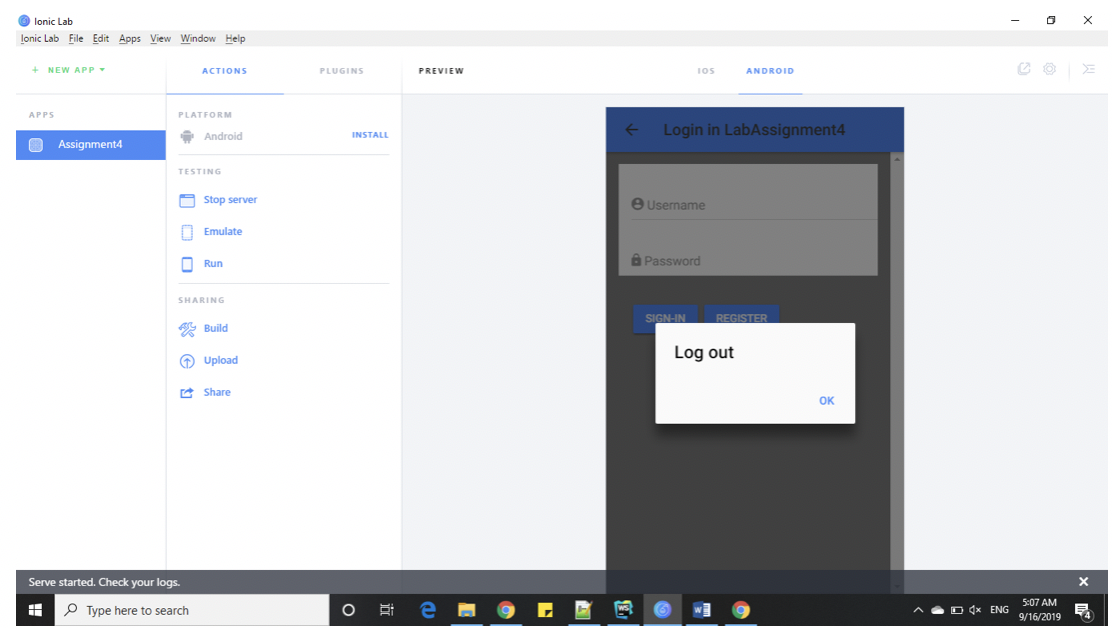 Ionic Lab
Ionic Lab File Edit Apps View Window Help
+ NEW APP
ACTIONS
PLUGINS
PREVIEW
IOS
ANDROID
APPS
Assignment4
PLATFORM
Android
INSTALL
TESTING
Stop server
Emulate
Run
SHARING
Build
Upload
Share
Login in LabAssignment4
Username
Password
SIGN-IN
REGISTER
Log out
OK
Serve started. Check your logs.
Type here to search
ENG
5:07 AM
9/16/2019
4